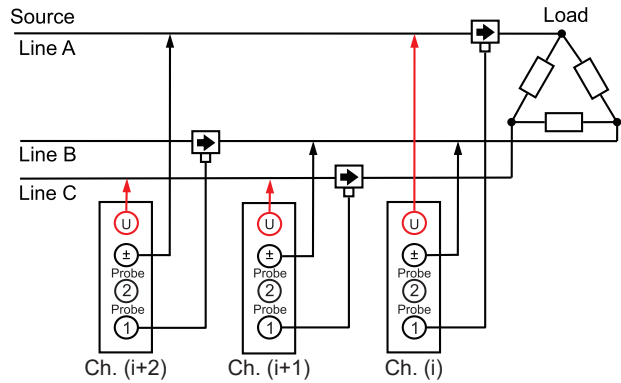 Source
Load
Line A
Line B
Line C
U
U
U
±
±
±
Probe
Probe
Probe
2
2
2
Probe
Probe
Probe
1
1
1
Ch. (i+2)
Ch. (i+1)
Ch. (i)